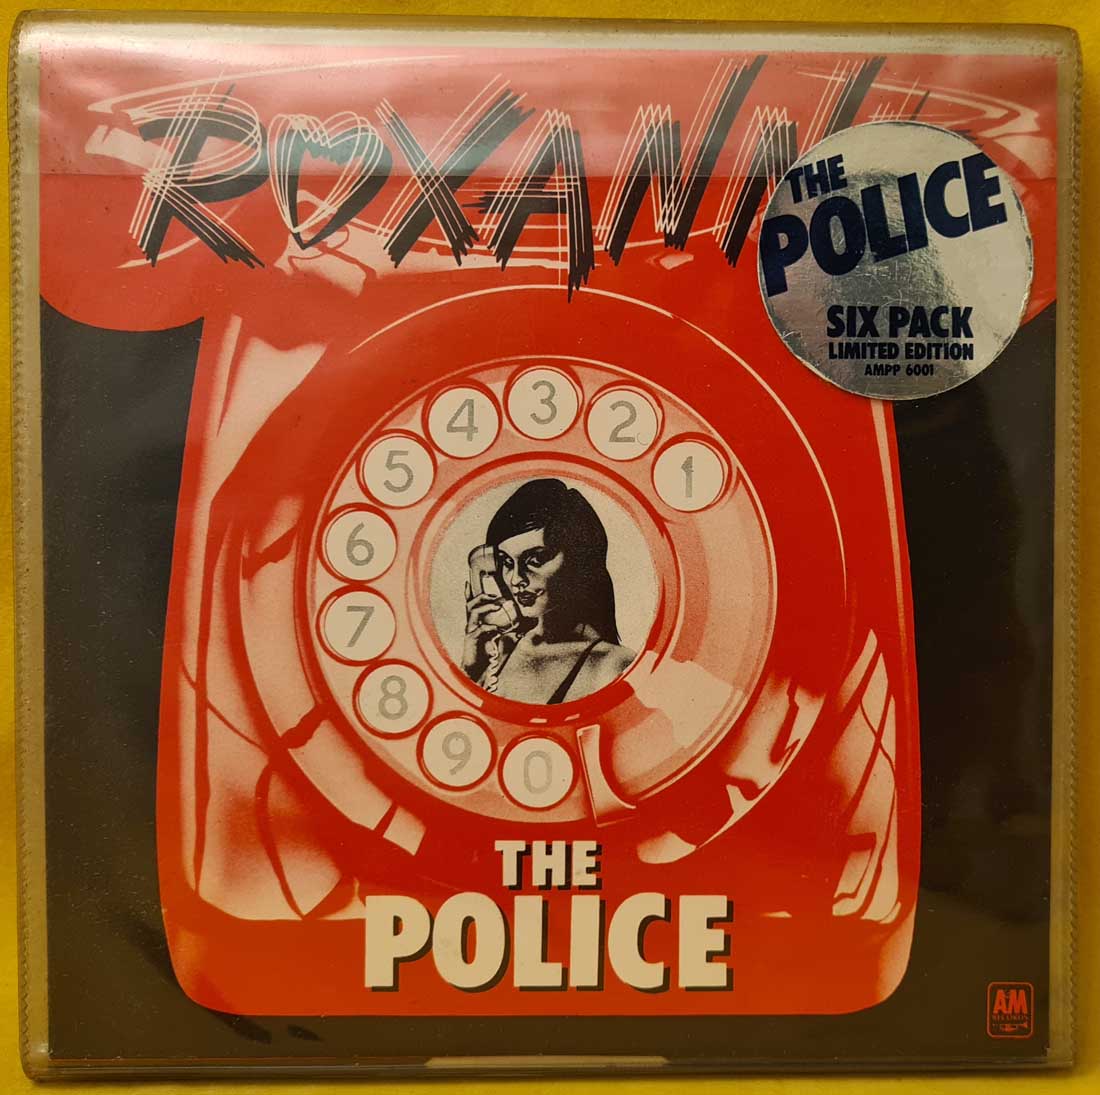 ROXANN
THE
POLICE
SIX PACK
LIMITED EDITION
AMPP 6001
3
4
2
5
1
6
7
8
9
0
THE
POLICE
A&M
RECORDS